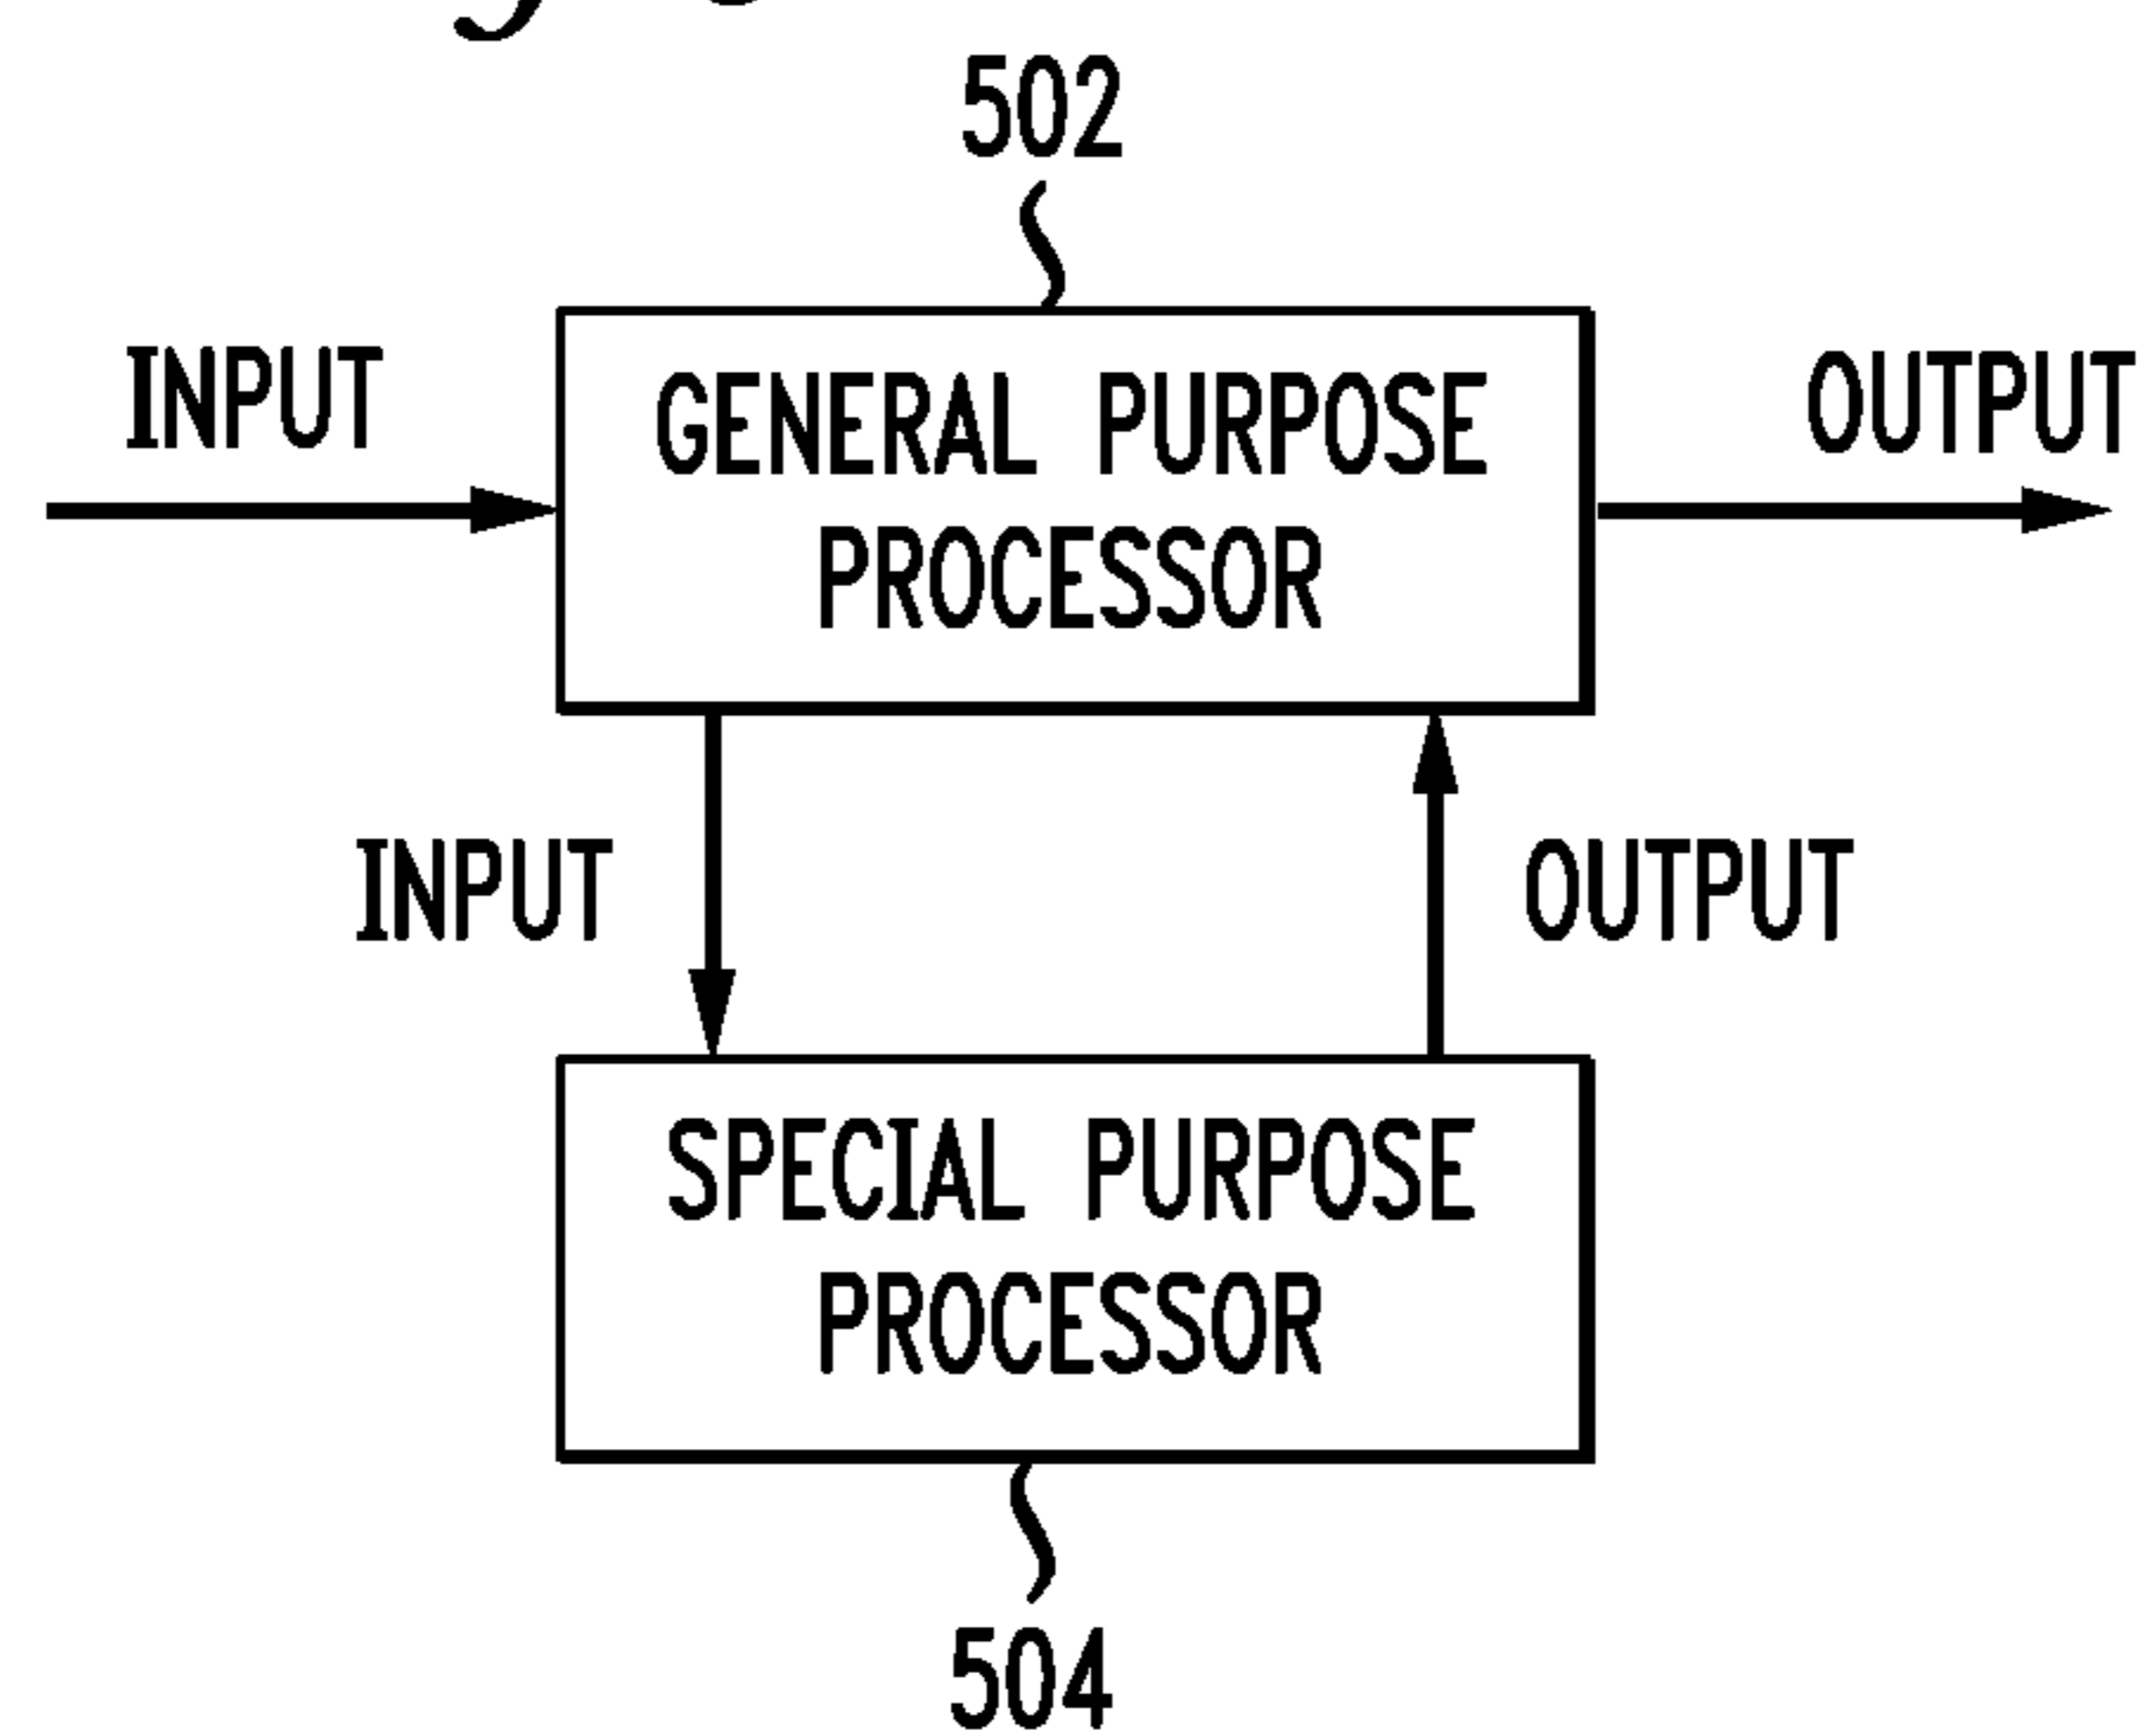 502
INPUT
GENERAL PURPOSE
PROCESSOR
OUTPUT
INPUT
OUTPUT
SPECIAL PURPOSE
PROCESSOR
504